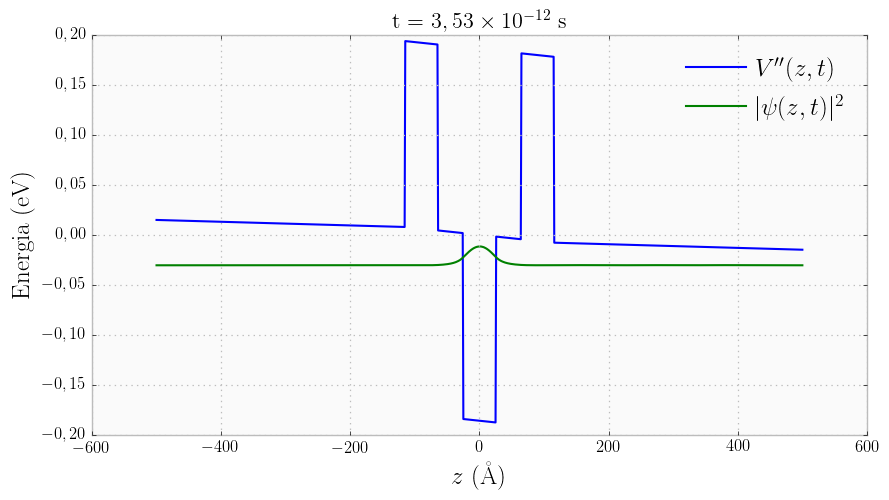 t = 3,53 × 10⁻¹² s
V′′(z, t)
|ψ(z, t)|²
Energia (eV)
0,20
0,15
0,10
0,05
0,00
−0,05
−0,10
−0,15
−0,20
−600 −400 −200 0 200 400 600
z (Å)